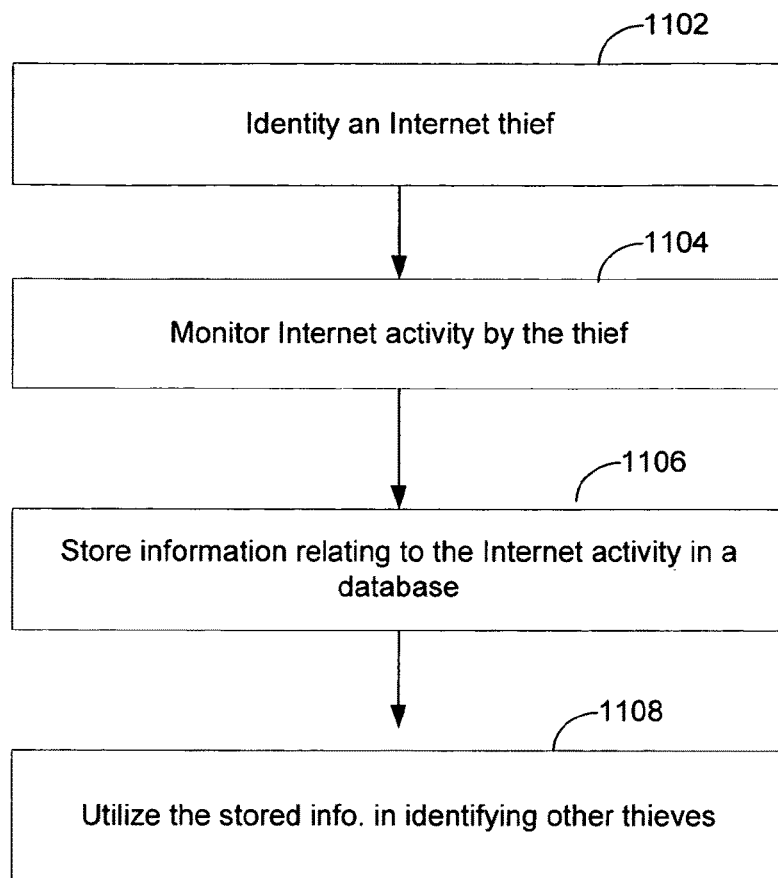 1102
Identity an Internet thief
1104
Monitor Internet activity by the thief
1106
Store information relating to the Internet activity in a
database
1108
Utilize the stored info. in identifying other thieves